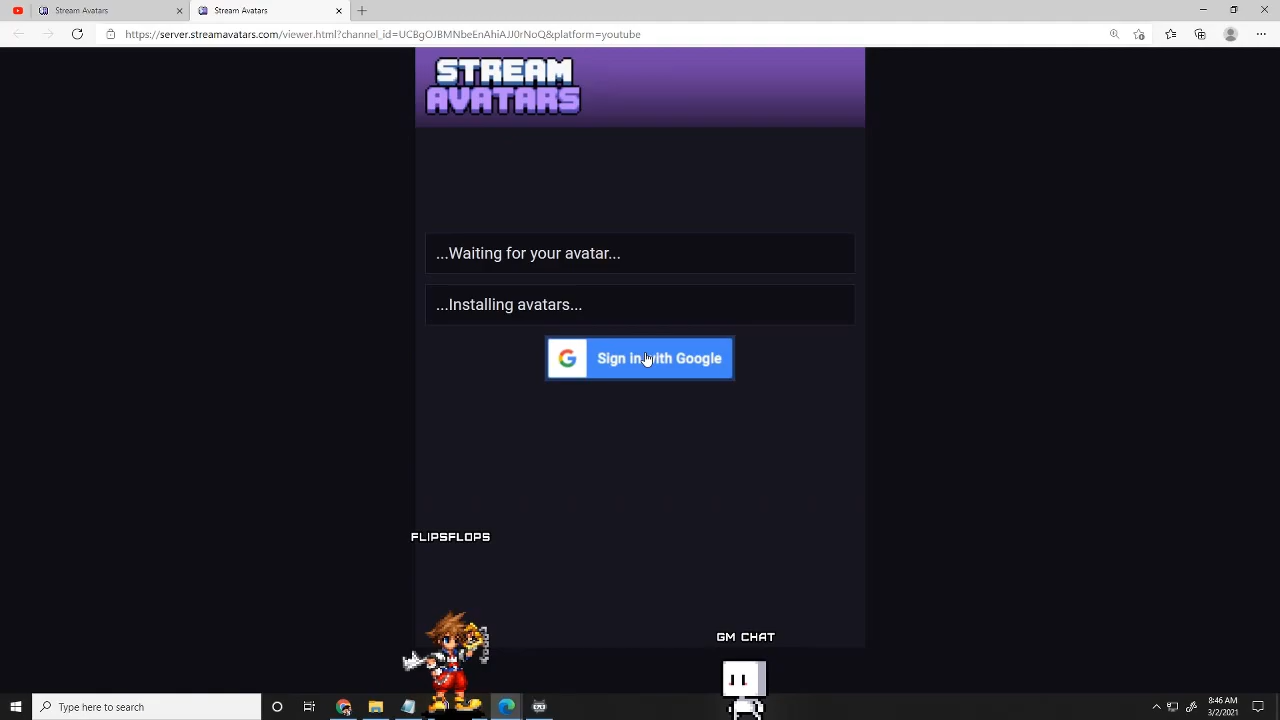 Stream Avatars
Stream Avatars
https://server.streamavatars.com/viewer.html?channel_id=UCBgOJBMNbeEnAhiAJJ0rNoQ&platform=youtube
STREAM
AVATARS
...Waiting for your avatar...
...Installing avatars...
Sign in with Google
FLIPSFLOPS
GM CHAT
Type here to search
8:46 AM
3/2/2021